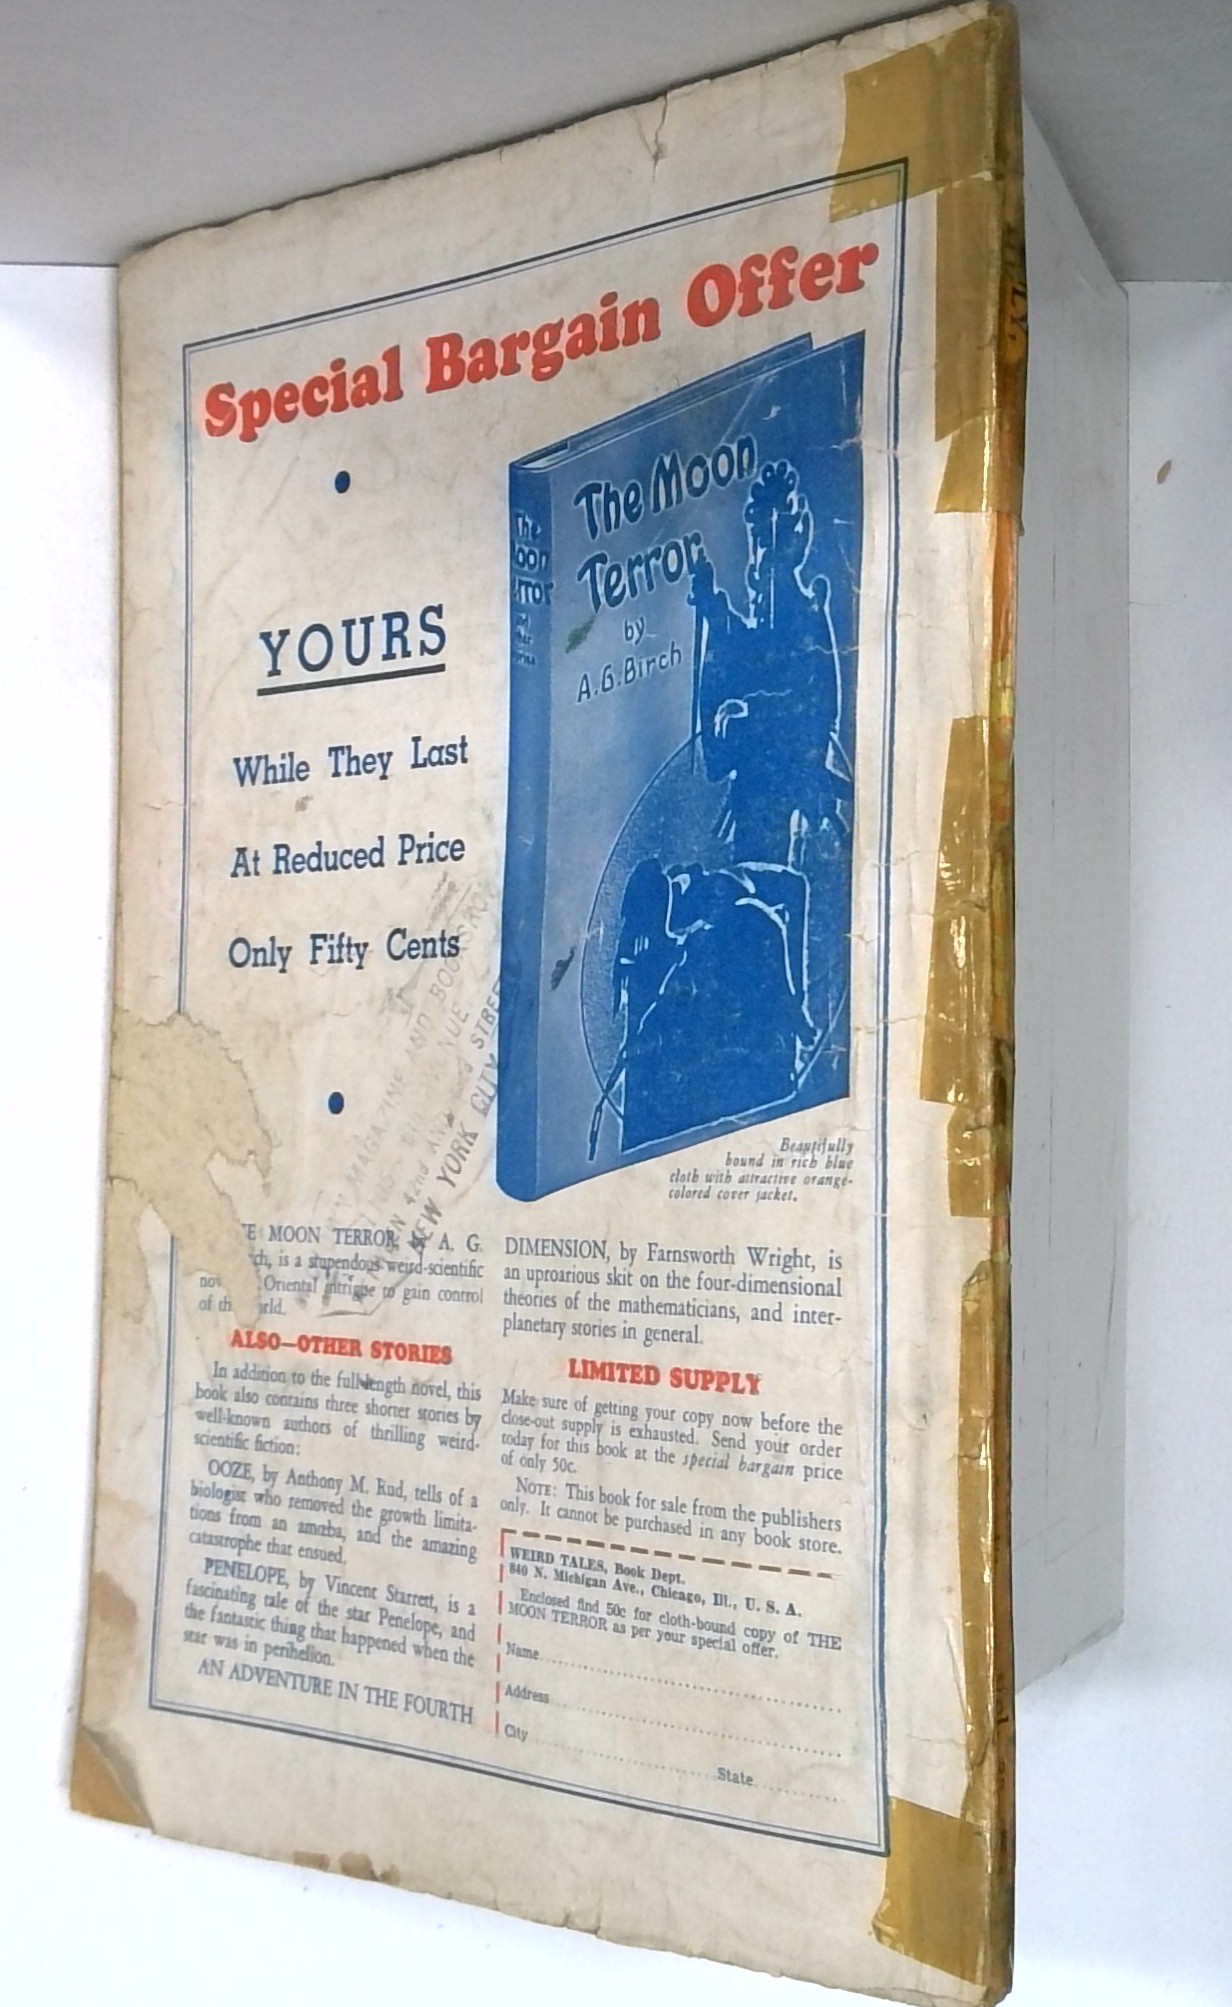 Special Bargain Offer
YOURS
While They Last
At Reduced Price
Only Fifty Cents
The Moon
Terror
by
A.G.Birch
The
Beautifully
bound in rich blue
cloth with attractive orange-
colored cover jacket.
MAGAZINE AND
42nd AND STREET
NEW YORK CITY
MOON TERROR, A. G.
is a stupendous weird-scientific
Oriental intrigue to gain control
of
ALSO—OTHER STORIES
In addition to the full-length novel, this
book also contains three shorter stories by
well-known authors of thrilling weird-
scientific fiction:
OOZE, by Anthony M. Rud, tells of a
biologist who removed the growth limita-
tions from an amœba, and the amazing
catastrophe that ensued.
PENELOPE, by Vincent Starrett, is a
fascinating tale of the star Penelope, and
the fantastic thing that happened when the
star was in perihelion.
AN ADVENTURE IN THE FOURTH
DIMENSION, by Farnsworth Wright, is
an uproarious skit on the four-dimensional
theories of the mathematicians, and inter-
planetary stories in general.
LIMITED SUPPLY
Make sure of getting your copy now before the
close-out supply is exhausted. Send your order
today for this book at the special bargain price
of only 50c.
NOTE: This book for sale from the publishers
only. It cannot be purchased in any book store.
WEIRD TALES, Book Dept.
840 N. Michigan Ave., Chicago, Ill., U. S. A.
Enclosed find 50c for cloth-bound copy of THE
MOON TERROR as per your special offer.
Name
Address
City State